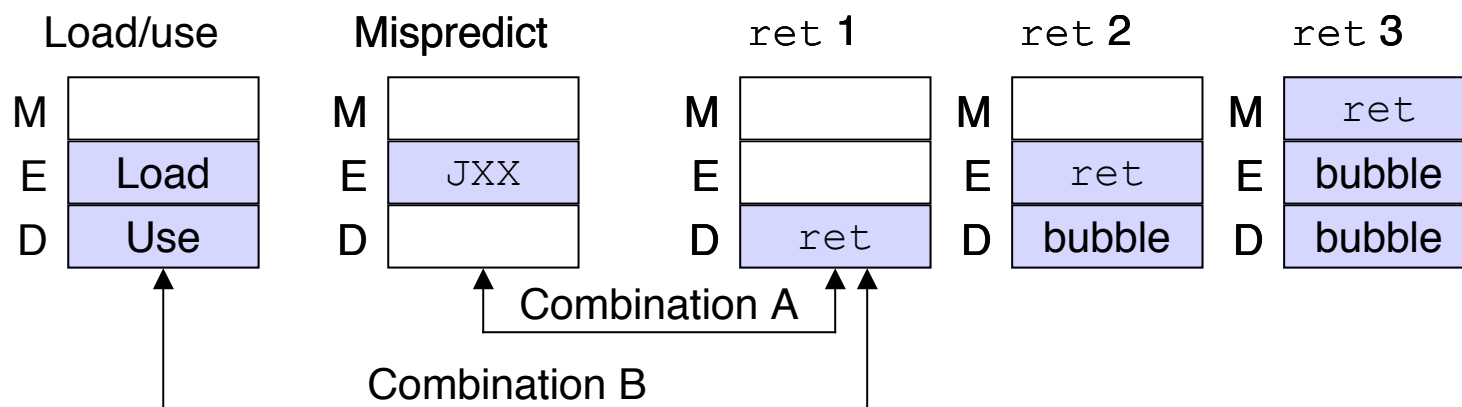 Load/use Mispredict ret 1 ret 2 ret 3
M M M M M ret
E Load E JXX E E ret E bubble
D Use D D ret D bubble D bubble
Combination A
Combination B